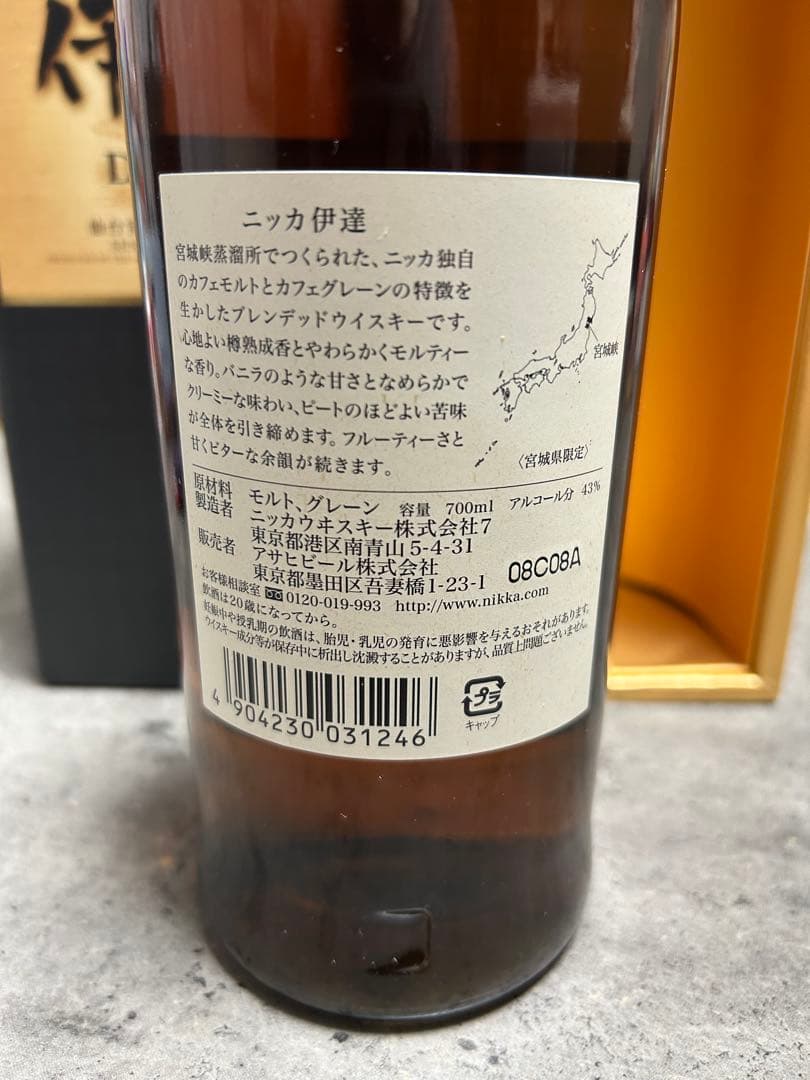 ニッカ伊達
宮城峡蒸溜所でつくられた、ニッカ独自
のカフェモルトとカフェグレーンの特徴を
生かしたブレンデッドウイスキーです。
心地よい樽熟成香とやわらかくモルティー
な香り。バニラのような甘さとなめらかで
クリーミーな味わい、ピートのほどよい苦味
が全体を引き締めます。フルーティーさと
甘くビターな余韻が続きます。
宮城峡
〈宮城県限定〉
原材料 モルト、グレーン 容量 700ml アルコール分 43%
製造者 ニッカウヰスキー株式会社7
東京都港区南青山5-4-31
販売者 アサヒビール株式会社
東京都墨田区吾妻橋1-23-1
08C08A
お客様相談室 0120-019-993 http://www.nikka.com
飲酒は20歳になってから。
妊娠中や授乳期の飲酒は、胎児・乳児の発育に悪影響を与えるおそれがあります。
ウイスキー成分等が保存中に析出し沈澱することがありますが、品質上問題ございません。
4 904230 031246
プラ
キャップ